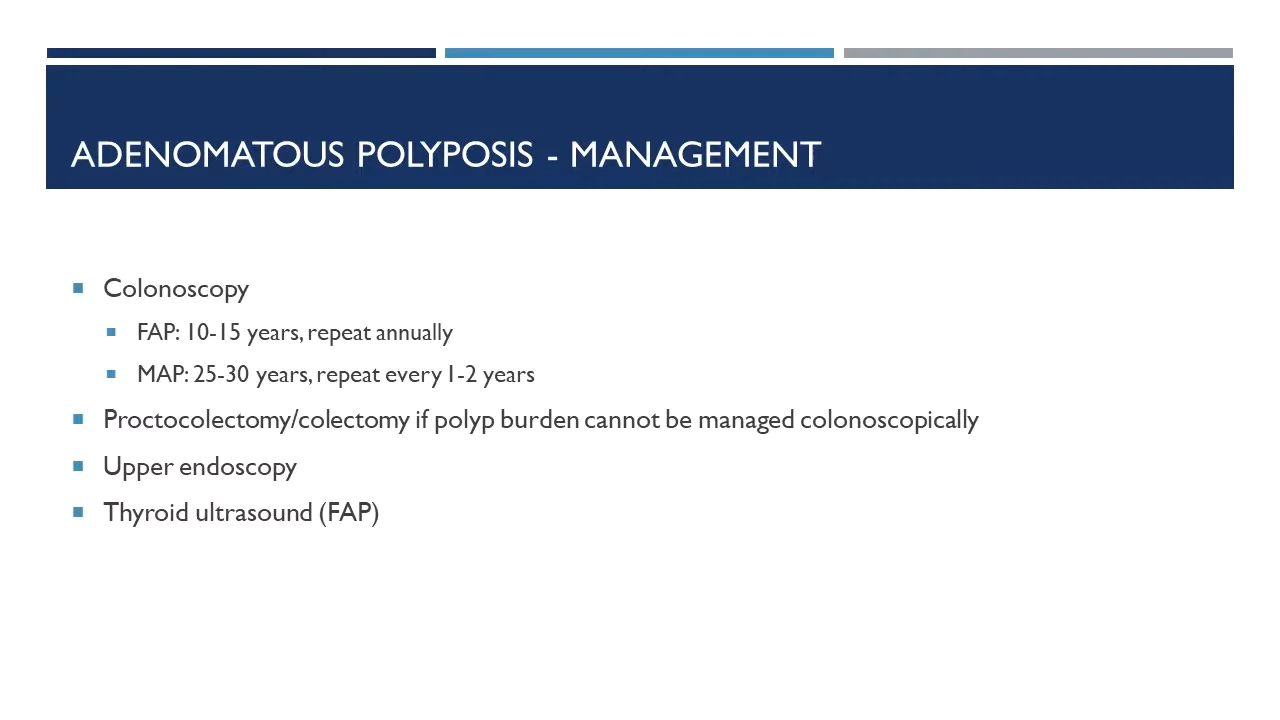 ADENOMATOUS POLYPOSIS - MANAGEMENT
Colonoscopy
FAP: 10-15 years, repeat annually
MAP: 25-30 years, repeat every 1-2 years
Proctocolectomy/colectomy if polyp burden cannot be managed colonoscopically
Upper endoscopy
Thyroid ultrasound (FAP)